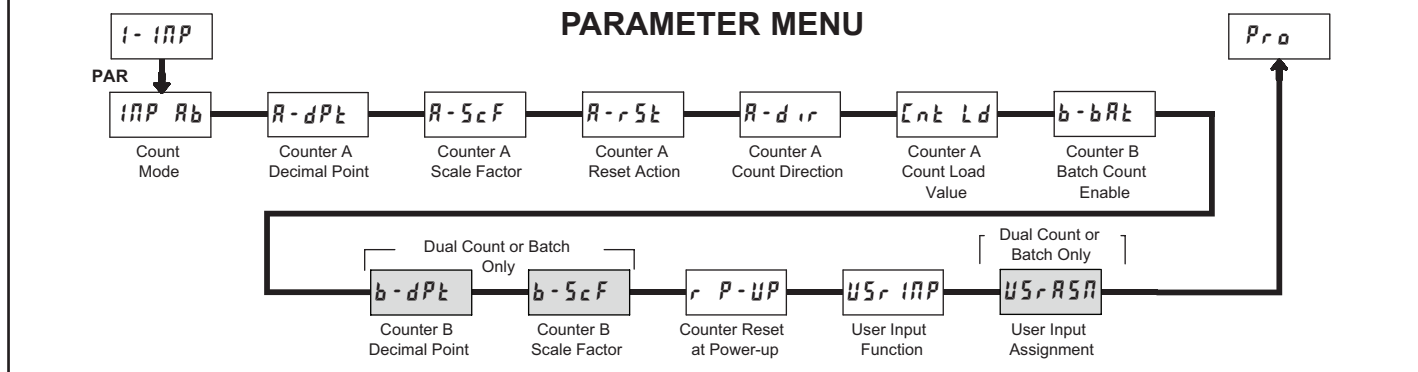 PARAMETER MENU
1-INP
Pro
PAR
INP Ab
A-dPt
A-ScF
A-rSt
A-dir
Cnt Ld
b-bAt
Count
Mode
Counter A
Decimal Point
Counter A
Scale Factor
Counter A
Reset Action
Counter A
Count Direction
Counter A
Count Load
Value
Counter B
Batch Count
Enable
Dual Count or Batch
Only
Dual Count or
Batch Only
b-dPt
b-ScF
r P-UP
USr INP
USrASN
Counter B
Decimal Point
Counter B
Scale Factor
Counter Reset
at Power-up
User Input
Function
User Input
Assignment